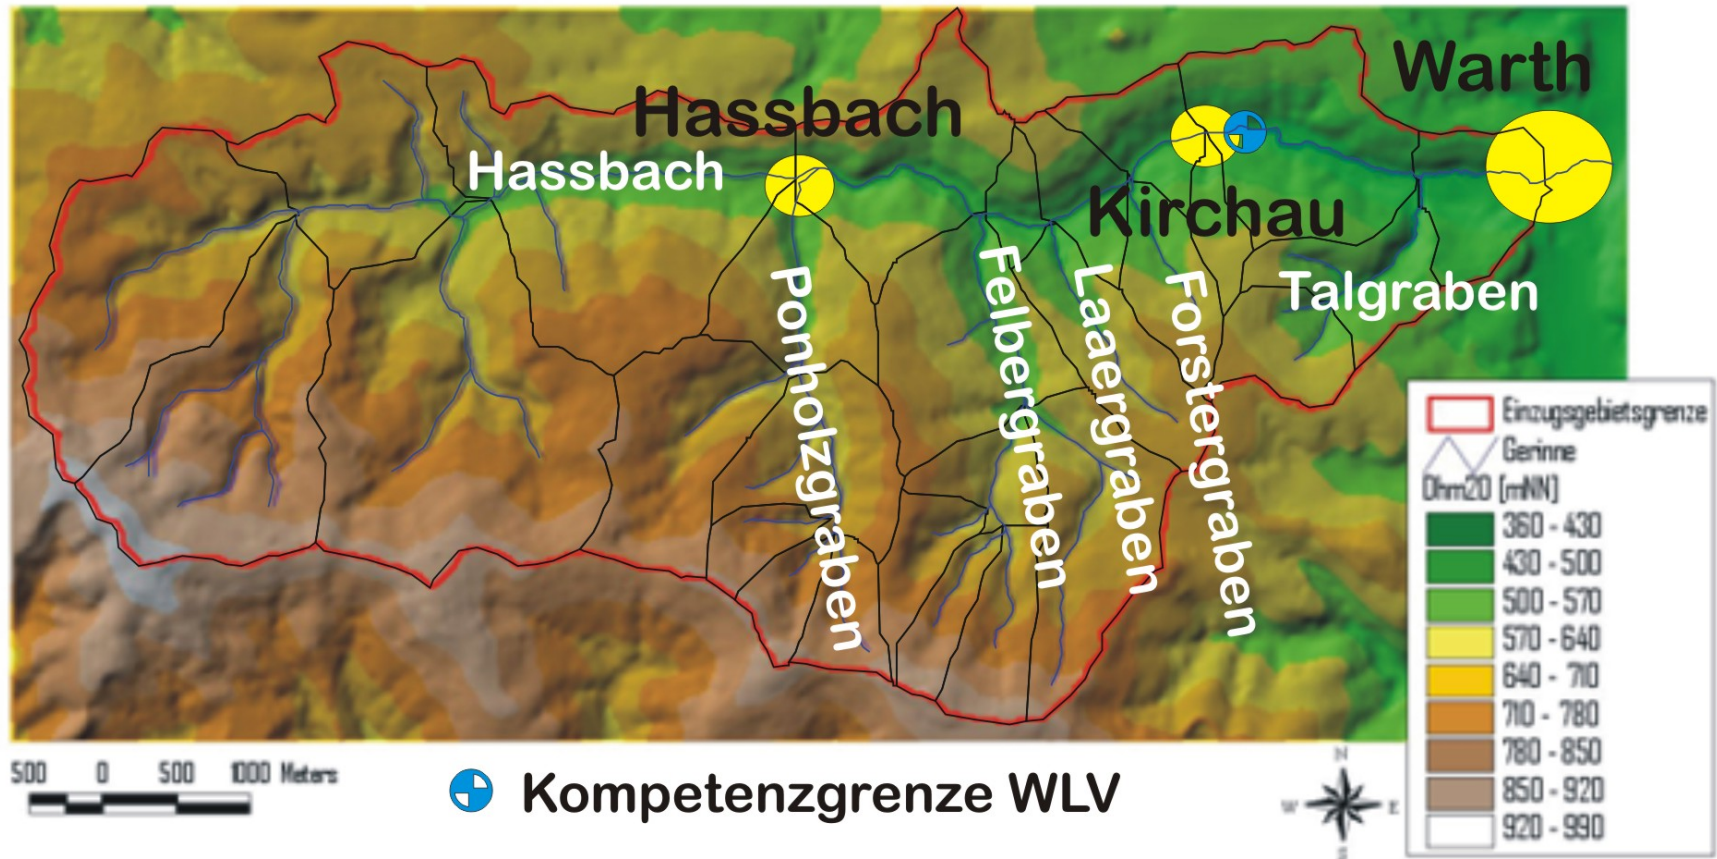 Warth
Hassbach
Hassbach
Kirchau
Ponholzgraben
Felbergraben
Laaergraben
Forstergraben
Talgraben
Einzugsgebietsgrenze
Gerinne
Dhm20 [mNN]
360 - 430
430 - 500
500 - 570
570 - 640
640 - 710
710 - 780
780 - 850
850 - 920
920 - 990
500 0 500 1000 Meters
Kompetenzgrenze WLV
N
W E
S